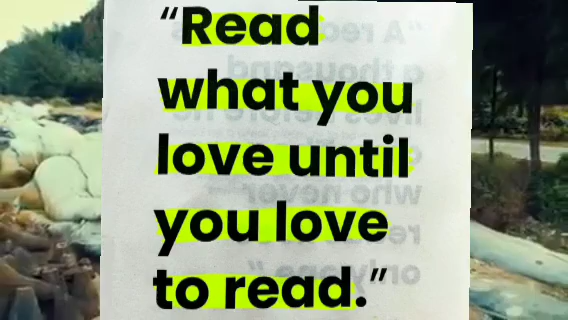 “Read
what you
love until
you love
to read.”